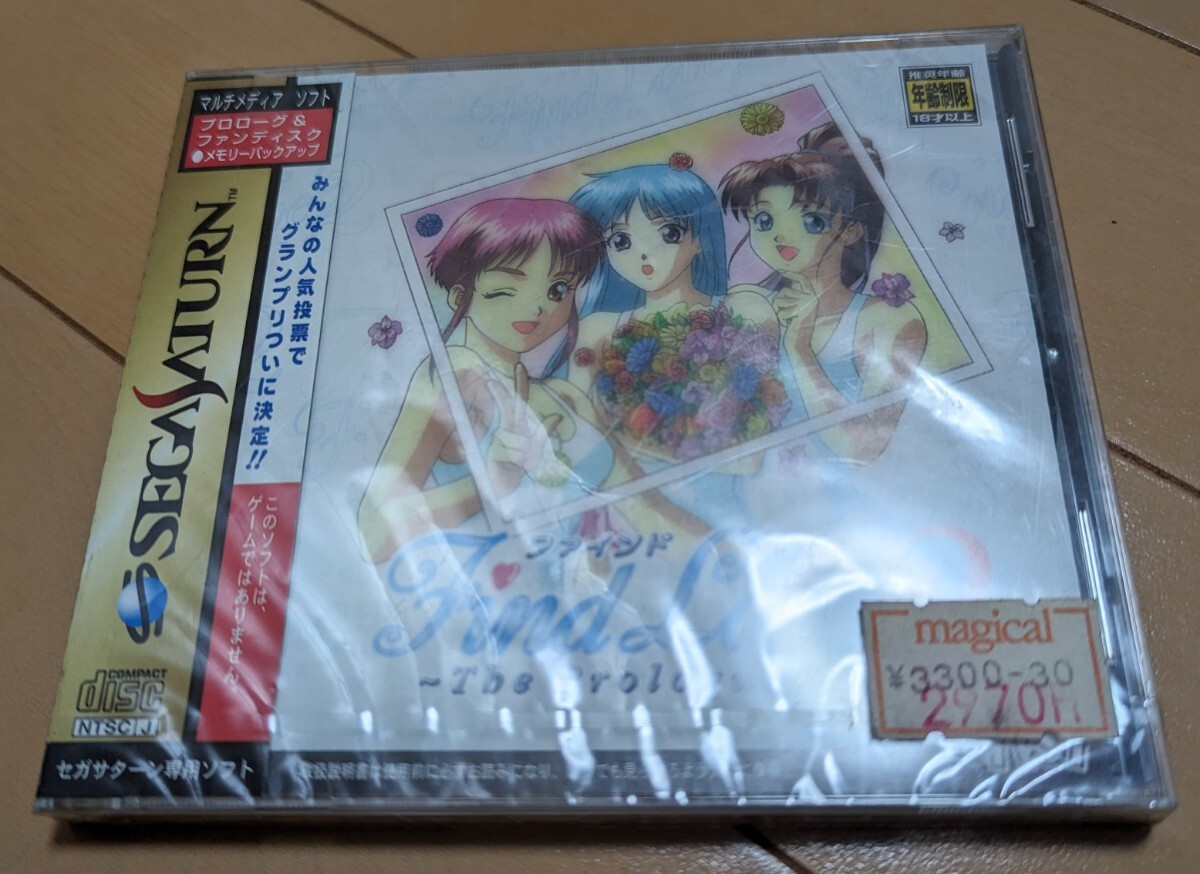 マルチメディア ソフト
プロローグ&
ファンディスク
●メモリーバックアップ
推奨年齢
年齢制限
18才以上
みんなの人気投票で
グランプリついに決定!!
このソフトは、
ゲームではありません。
SEGA SATURN™
COMPACT
disc
NTSC J
セガサターン専用ソフト
ファインド
Find
~The
magical
¥3300-30
2970円